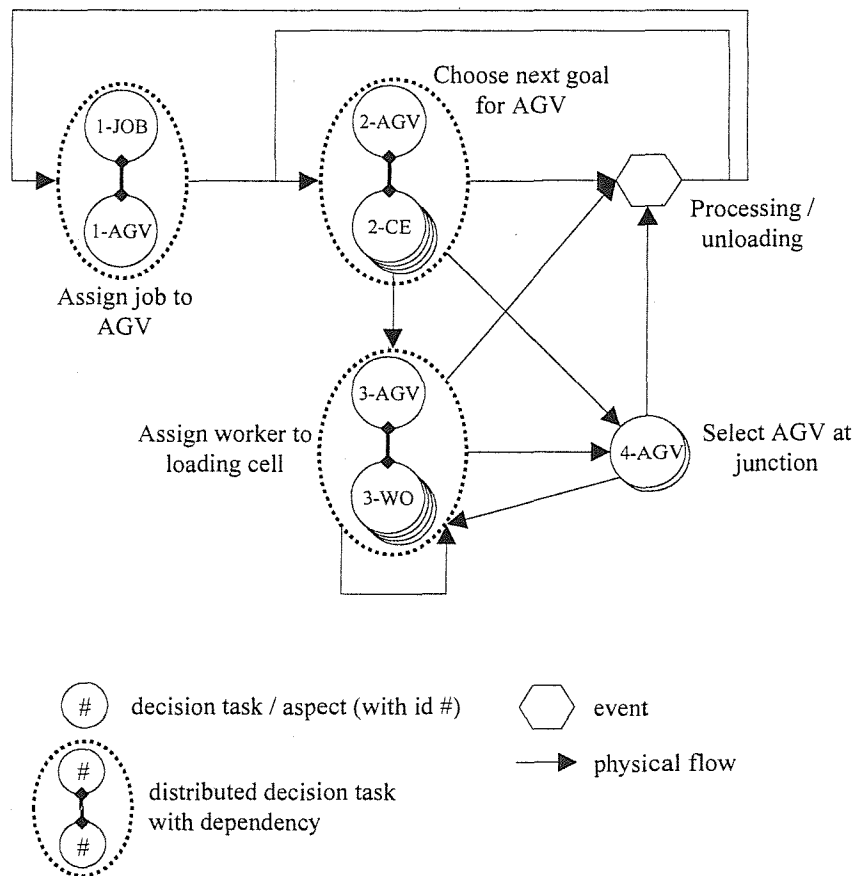 Choose next goal
for AGV
1-JOB
2-AGV
1-AGV
2-CE
Processing /
unloading
Assign job to
AGV
3-AGV
Assign worker to
loading cell
4-AGV
Select AGV at
junction
3-WO
#
decision task / aspect (with id #)
event
#
#
distributed decision task
with dependency
physical flow